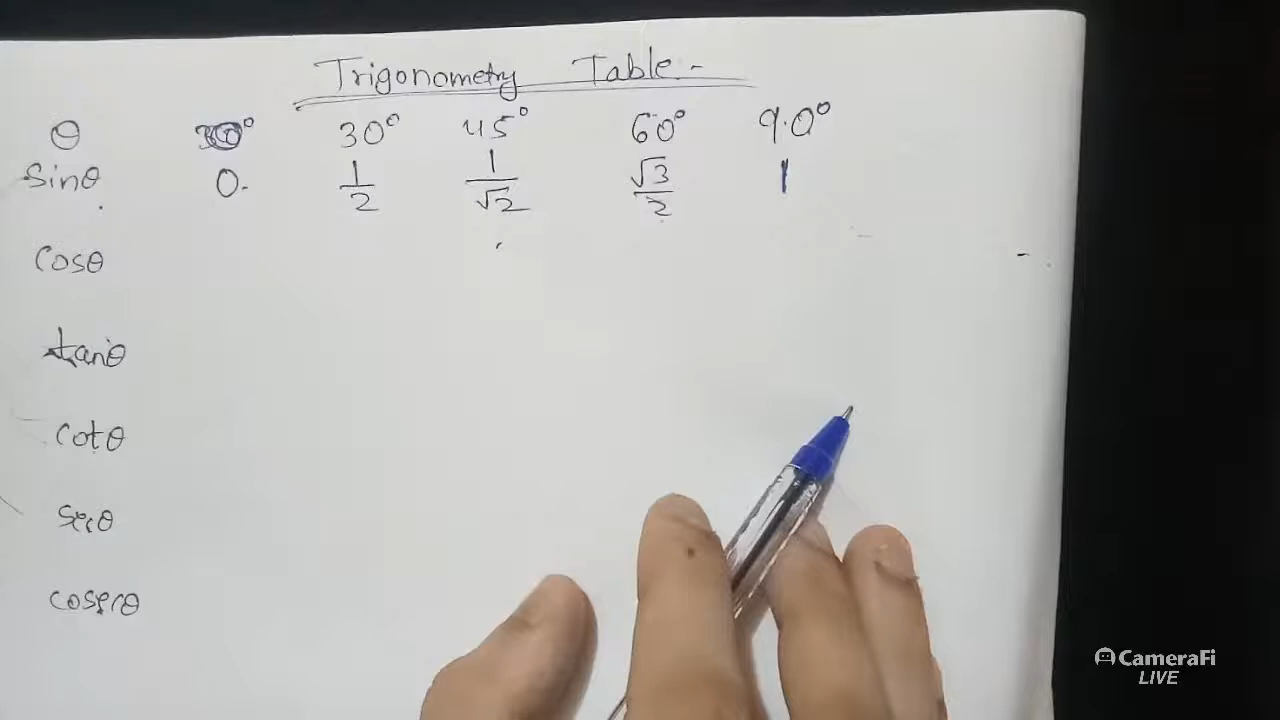 Trigonometry Table -
θ 0° 30° 45° 60° 90°
Sinθ 0 1/2 1/√2 √3/2 1
Cosθ
tanθ
cotθ
secθ
cosecθ
CameraFi
LIVE